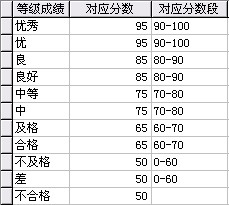 等级成绩 对应分数 对应分数段
优秀 95 90-100
优 95 90-100
良 85 80-90
良好 85 80-90
中等 75 70-80
中 75 70-80
及格 65 60-70
合格 65 60-70
不及格 50 0-60
差 50 0-60
不合格 50